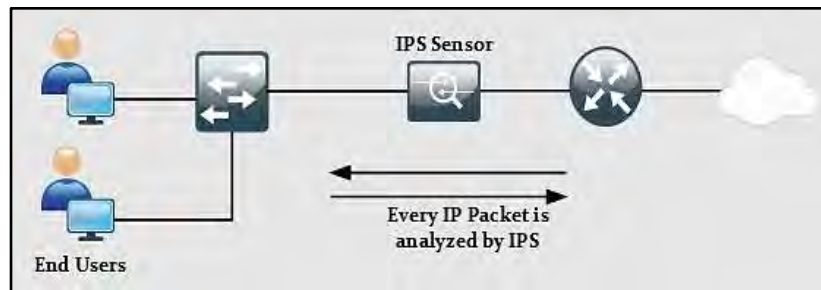 IPS Sensor
Every IP Packet is
analyzed by IPS
End Users